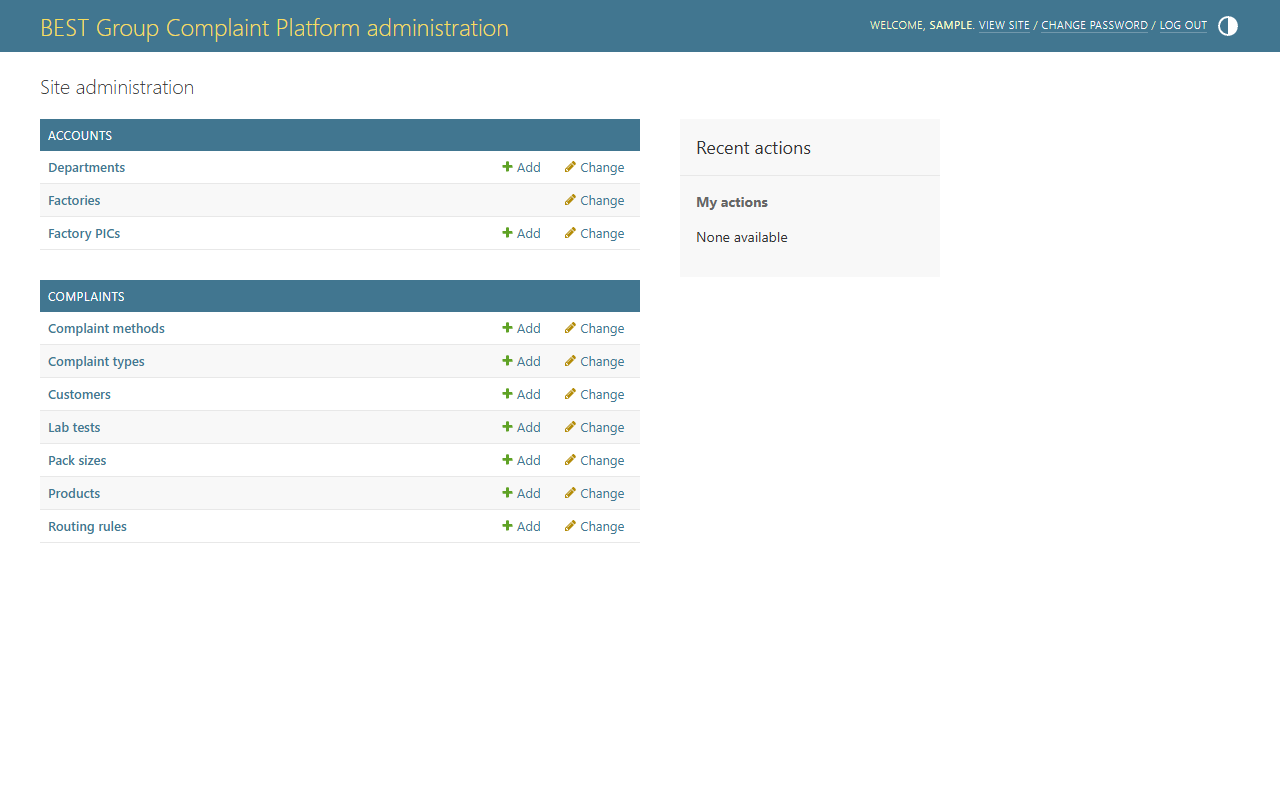 BEST Group Complaint Platform administration
WELCOME, SAMPLE. VIEW SITE / CHANGE PASSWORD / LOG OUT
Site administration
ACCOUNTS
Departments Add Change
Factories Change
Factory PICs Add Change
COMPLAINTS
Complaint methods Add Change
Complaint types Add Change
Customers Add Change
Lab tests Add Change
Pack sizes Add Change
Products Add Change
Routing rules Add Change
Recent actions
My actions
None available